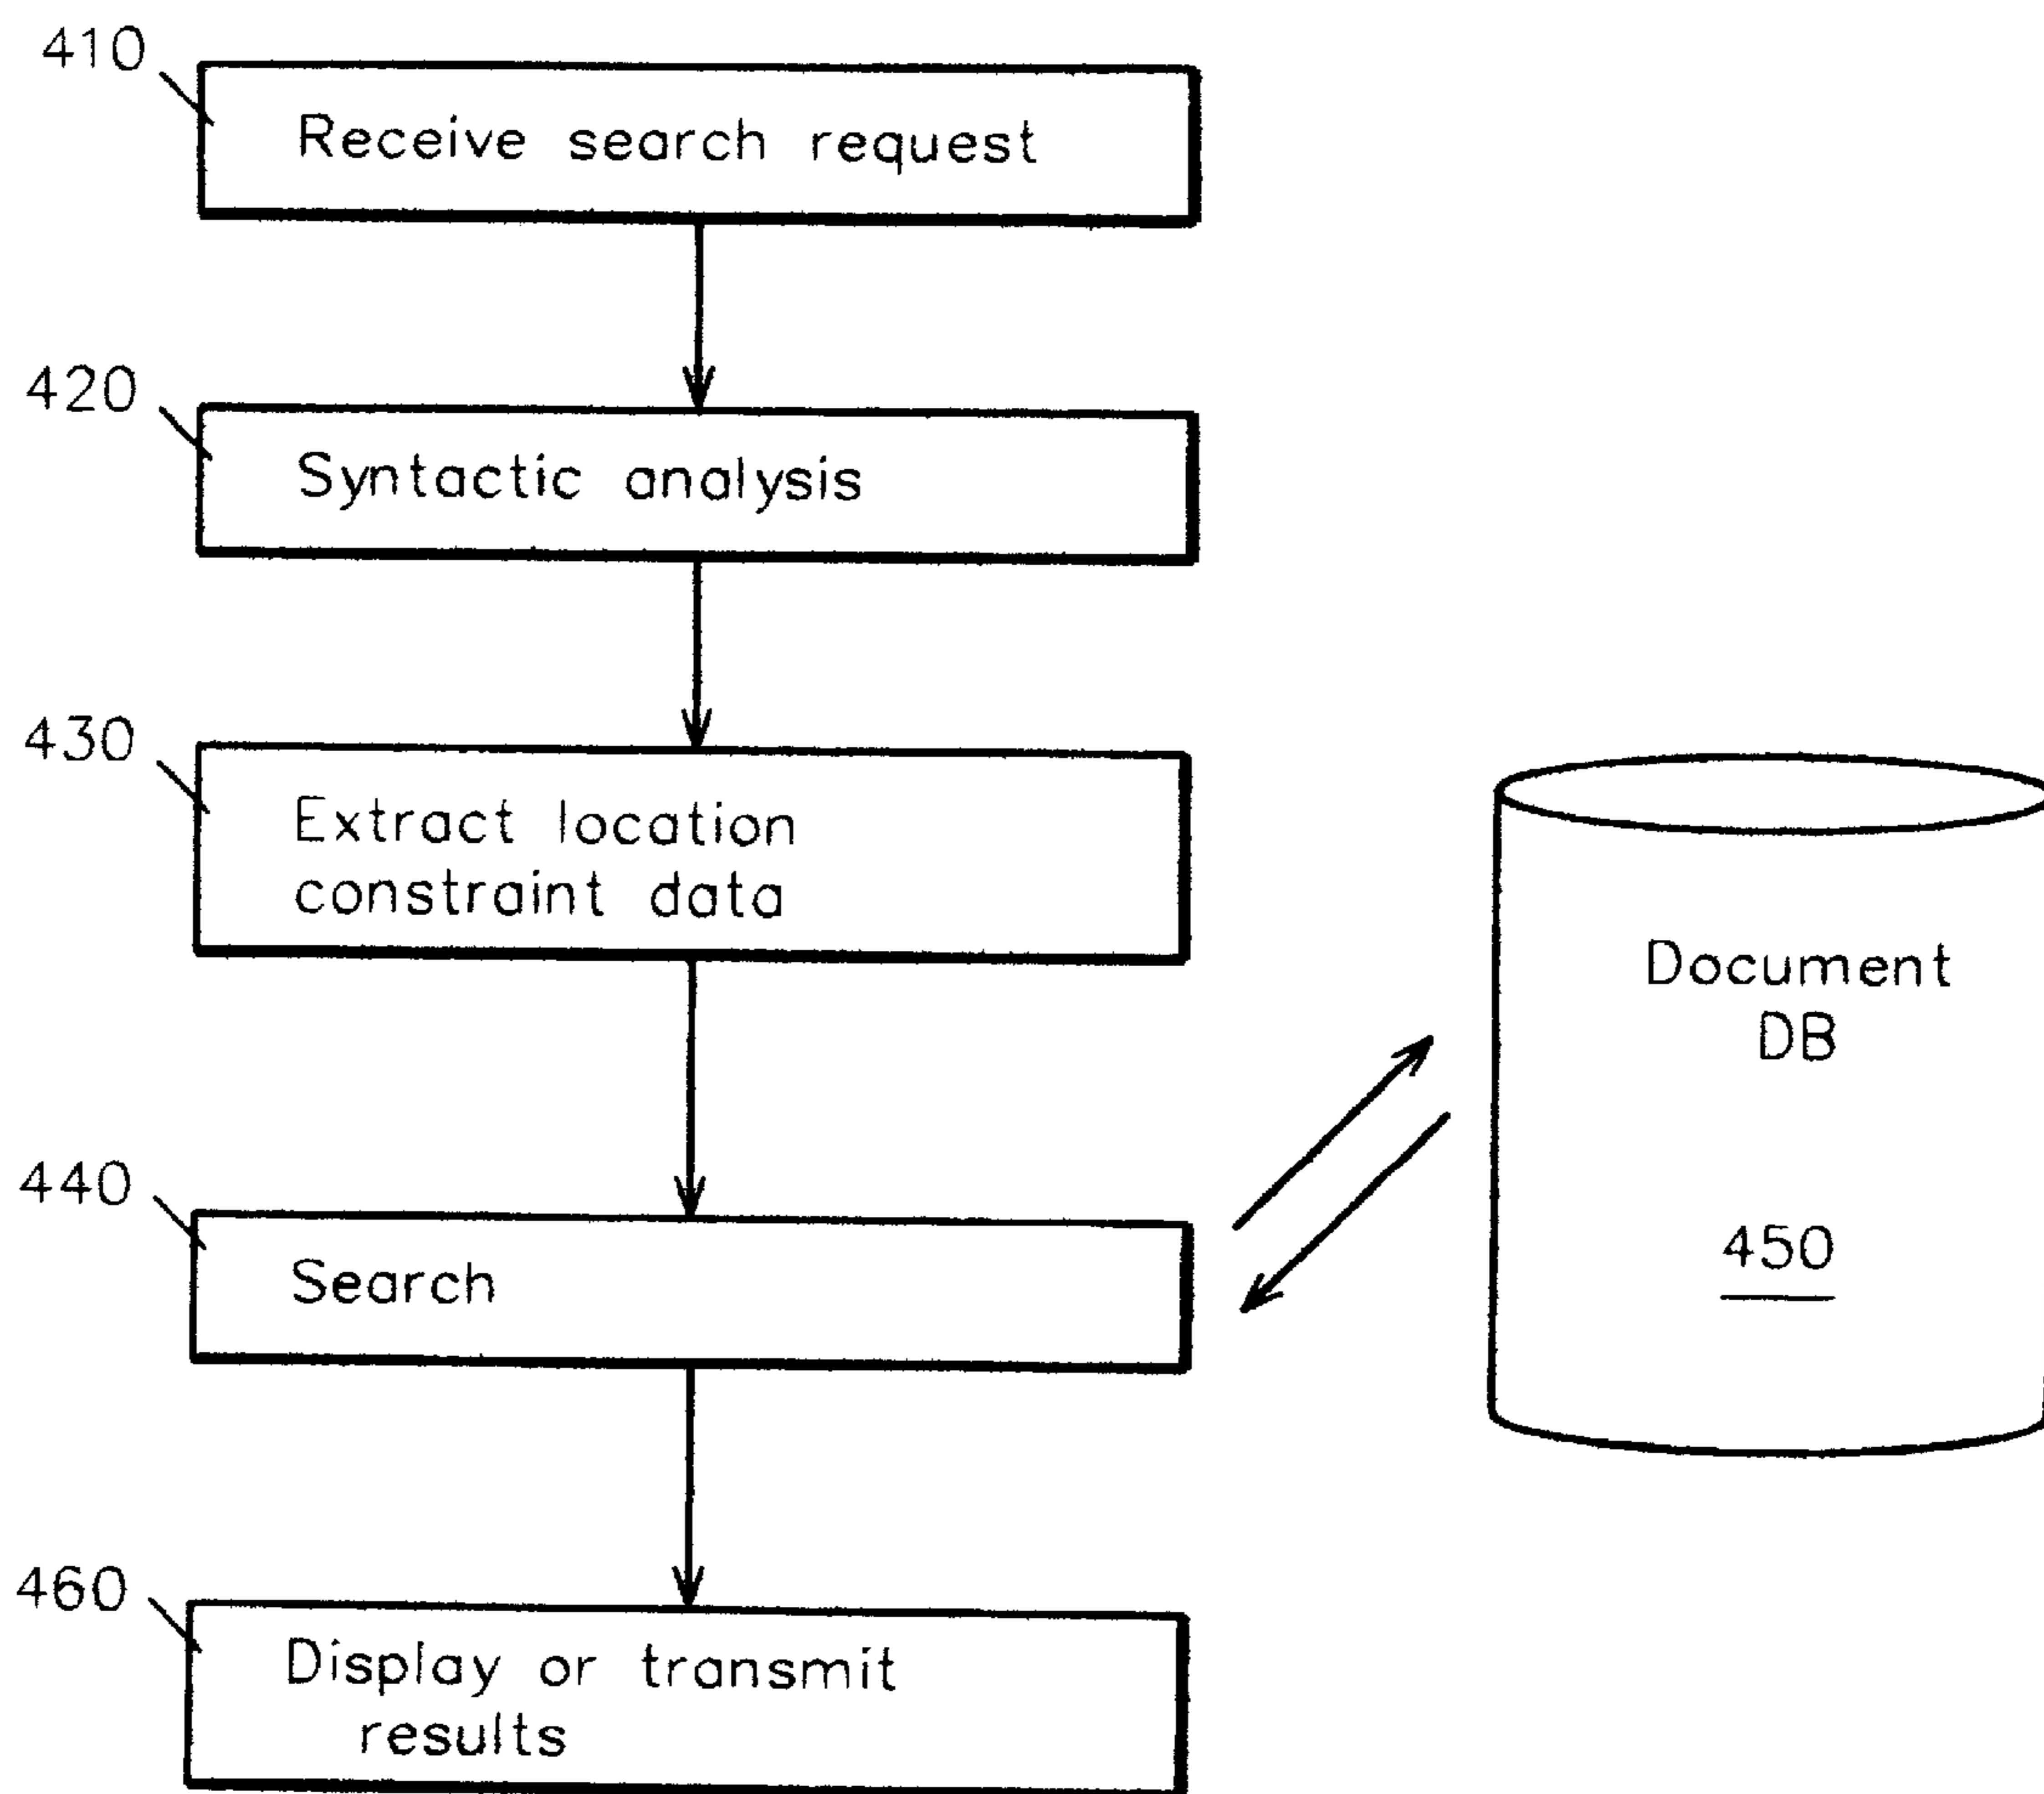 410
Receive search request
420
Syntactic analysis
430
Extract location
constraint data
Document
DB
450
440
Search
460
Display or transmit
results